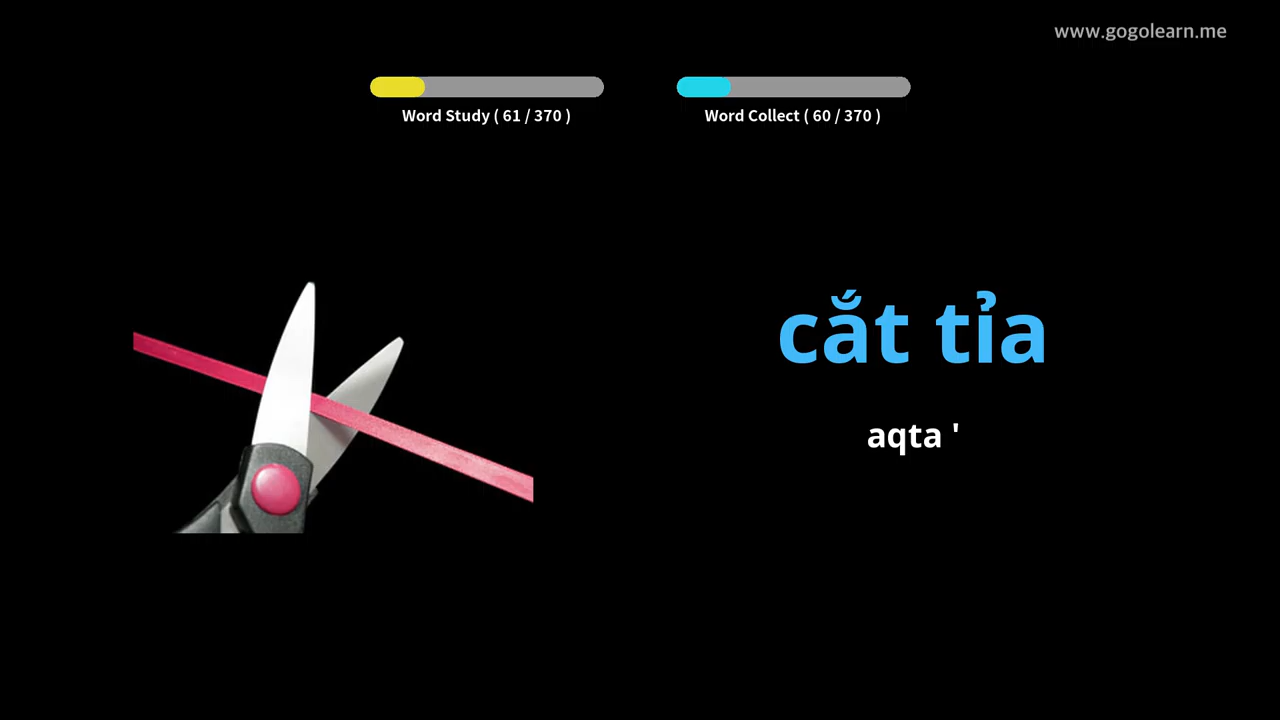 www.gogolearn.me
Word Study ( 61 / 370 )
Word Collect ( 60 / 370 )
cắt tỉa
aqta '